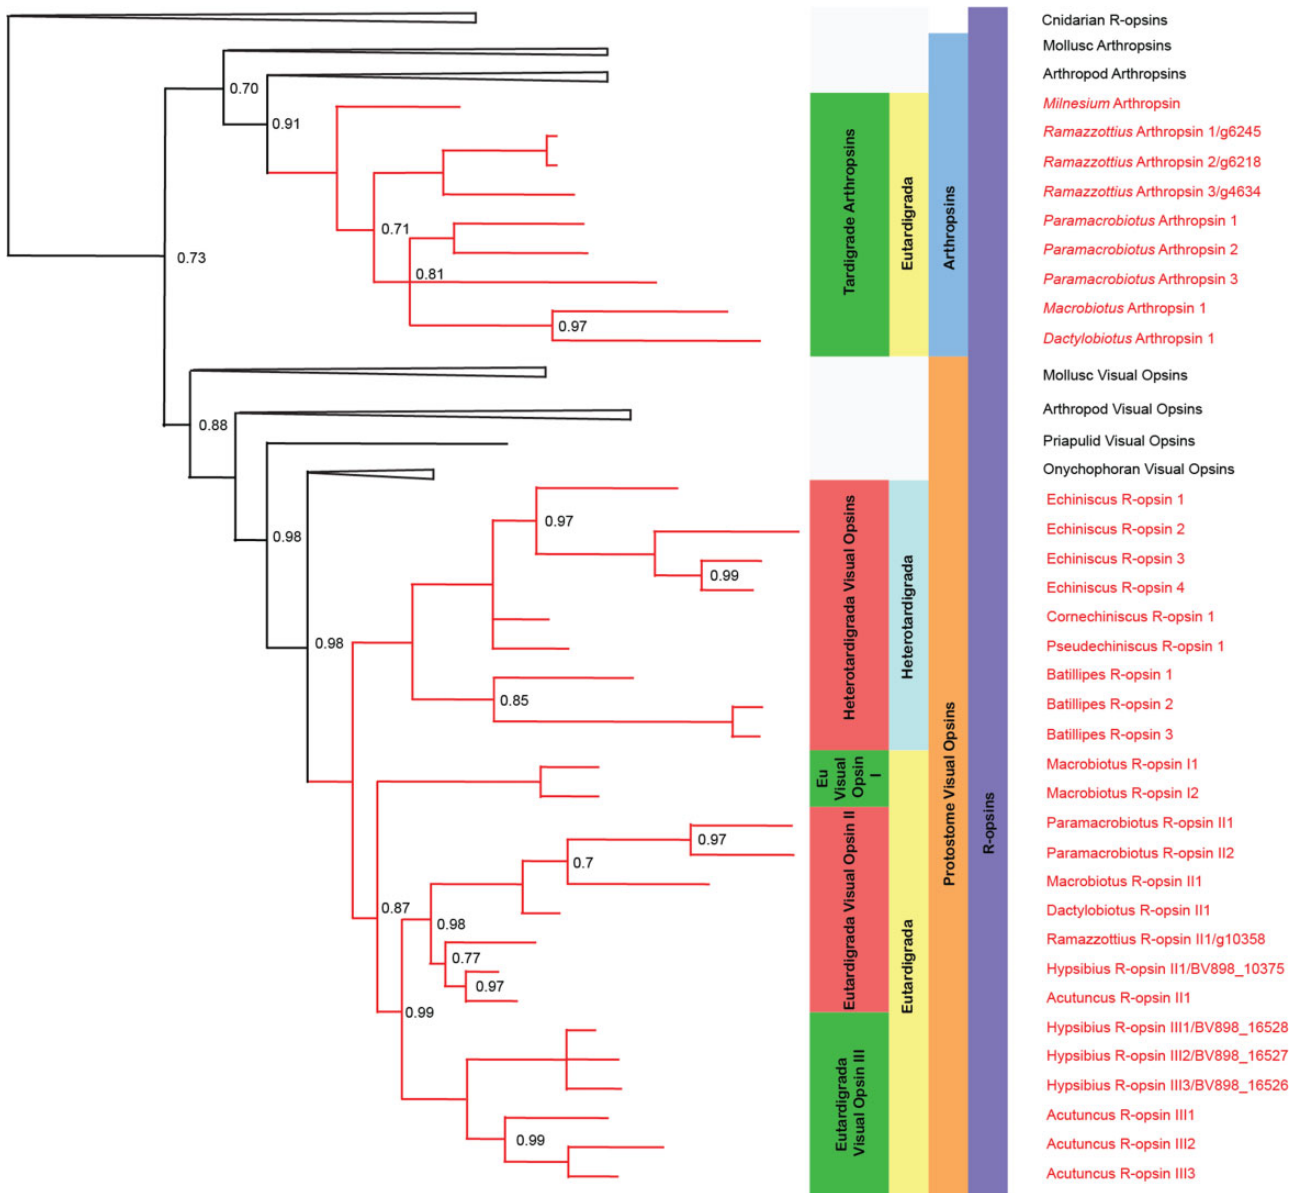 Cnidarian R-opsins
Mollusc Arthropsins
0.70
Arthropod Arthropsins
0.91
Milnesium Arthropsin
Ramazzottius Arthropsin 1/g6245
Ramazzottius Arthropsin 2/g6218
Ramazzottius Arthropsin 3/g4634
0.71
Paramacrobiotus Arthropsin 1
Paramacrobiotus Arthropsin 2
0.73
0.81
Paramacrobiotus Arthropsin 3
Macrobiotus Arthropsin 1
0.97
Dactylobiotus Arthropsin 1
Tardigrade Arthropsins
Eutardigrada
Arthropsins
R-opsins
Mollusc Visual Opsins
Arthropod Visual Opsins
0.88
Priapulid Visual Opsins
Onychophoran Visual Opsins
0.98
Echiniscus R-opsin 1
0.97
Echiniscus R-opsin 2
Echiniscus R-opsin 3
0.99
Echiniscus R-opsin 4
Cornechiniscus R-opsin 1
0.98
Pseudechiniscus R-opsin 1
Batillipes R-opsin 1
0.85
Batillipes R-opsin 2
Batillipes R-opsin 3
Heterotardigrada Visual Opsins
Heterotardigrada
Protostome Visual Opsins
Macrobiotus R-opsin I1
Macrobiotus R-opsin I2
Eu
Visual
Opsin
I
Paramacrobiotus R-opsin II1
0.97
Paramacrobiotus R-opsin II2
0.7
Macrobiotus R-opsin II1
0.87
Dactylobiotus R-opsin II1
0.98
Ramazzottius R-opsin II1/g10358
0.77
Hypsibius R-opsin II1/BV898_10375
0.97
Acutuncus R-opsin II1
0.99
Eutardigrada Visual Opsin II
Eutardigrada
Hypsibius R-opsin III1/BV898_16528
Hypsibius R-opsin III2/BV898_16527
Hypsibius R-opsin III3/BV898_16526
Acutuncus R-opsin III1
0.99
Acutuncus R-opsin III2
Acutuncus R-opsin III3
Eutardigrada
Visual Opsin III